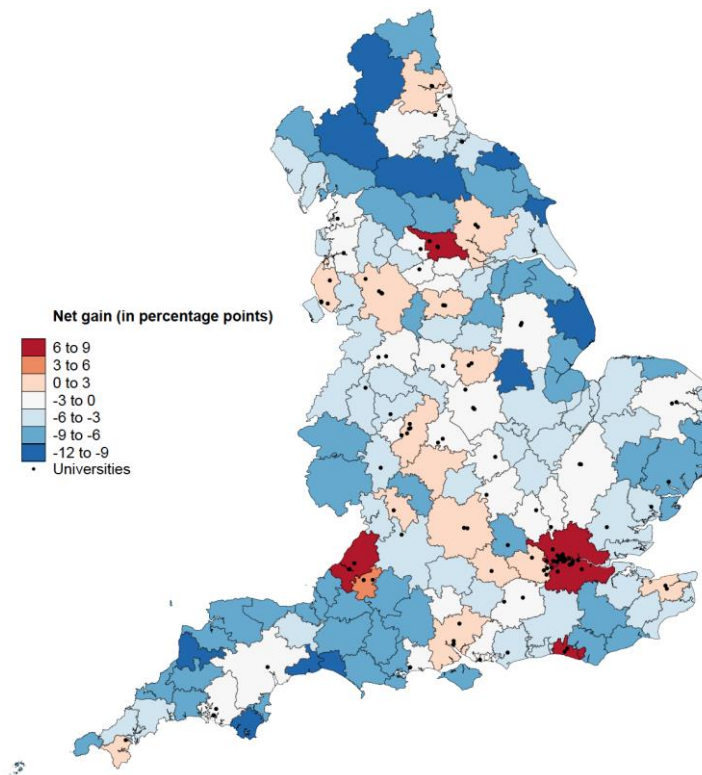 Net gain (in percentage points)
6 to 9
3 to 6
0 to 3
-3 to 0
-6 to -3
-9 to -6
-12 to -9
Universities